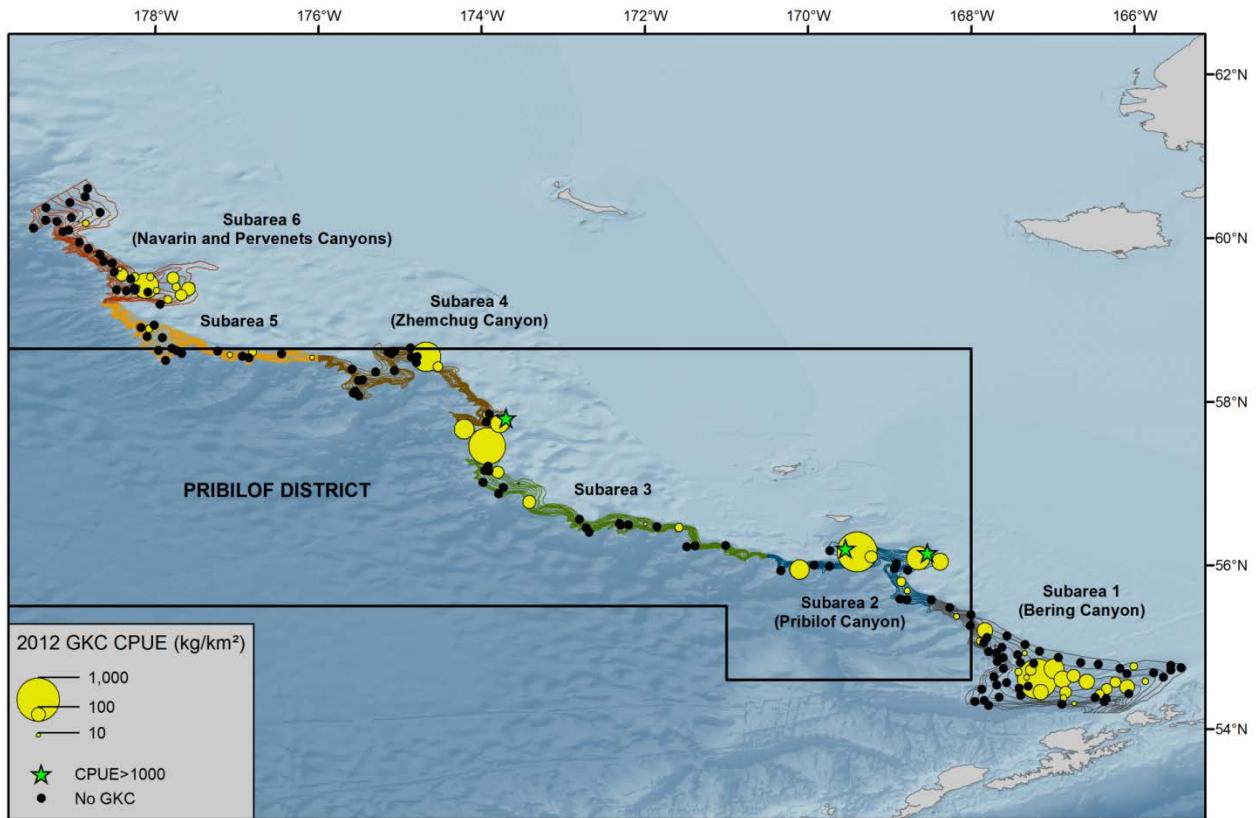 178°W 176°W 174°W 172°W 170°W 168°W 166°W
62°N
60°N
58°N
56°N
54°N
Subarea 6
(Navarin and Pervenets Canyons)
Subarea 5
Subarea 4
(Zhemchug Canyon)
PRIBILOF DISTRICT
Subarea 3
Subarea 2
(Pribilof Canyon)
Subarea 1
(Bering Canyon)
2012 GKC CPUE (kg/km²)
1,000
100
10
CPUE>1000
No GKC